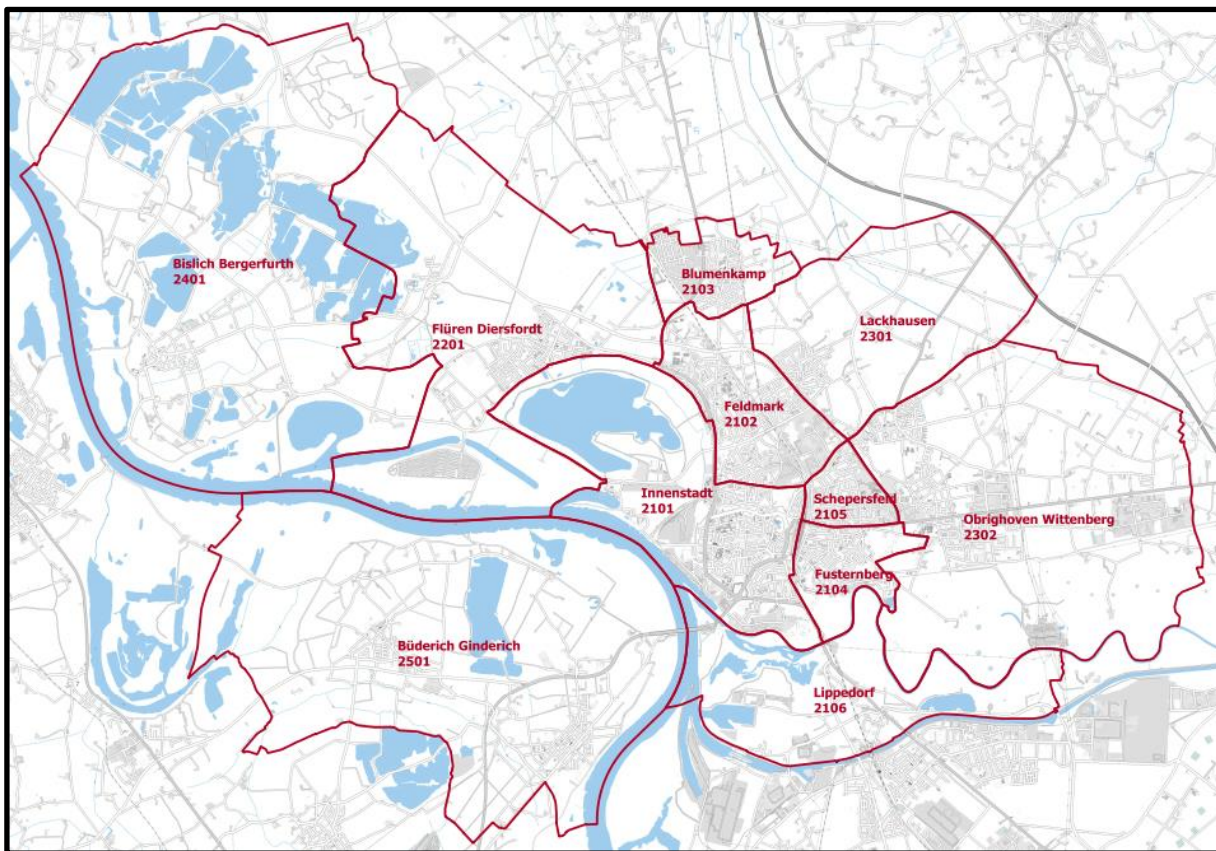 Bislich Bergerfurth
2401
Blumenkamp
2103
Lackhausen
2301
Flüren Diersfordt
2201
Feldmark
2102
Innenstadt
2101
Schepersfeld
2105
Obrighoven Wittenberg
2302
Fusternberg
2104
Büderich Ginderich
2501
Lippedorf
2106